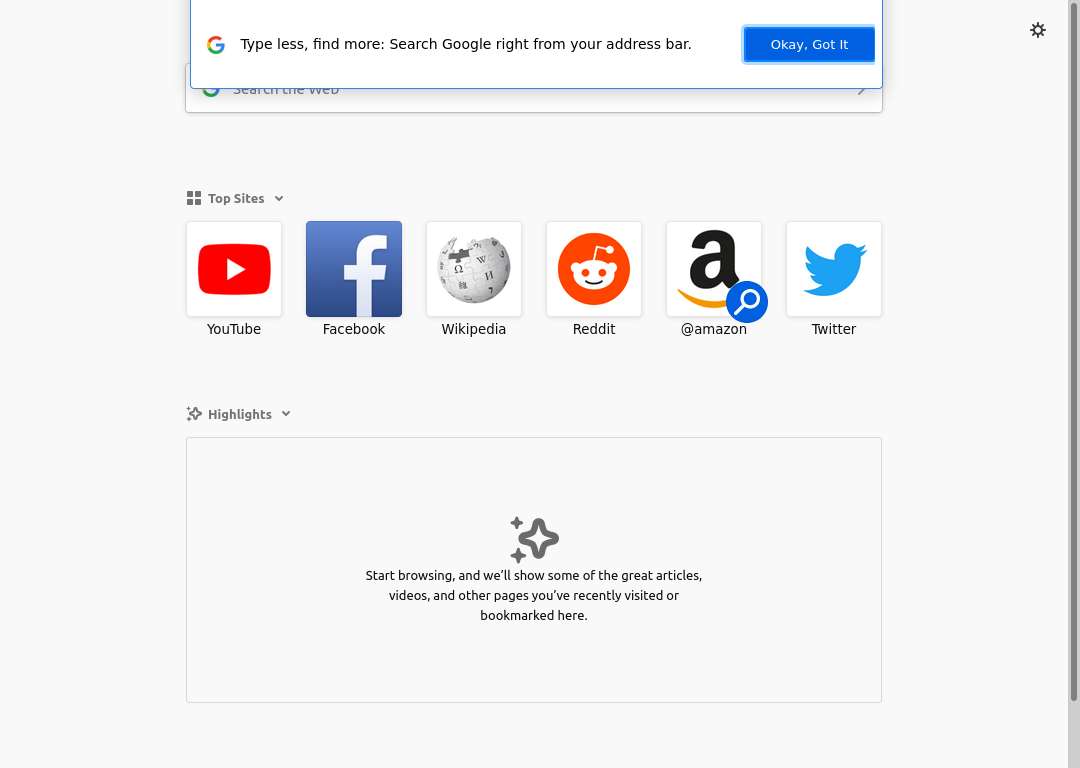 Type less, find more: Search Google right from your address bar.
Okay, Got It
Search the Web
Top Sites
YouTube
Facebook
Wikipedia
Reddit
@amazon
Twitter
Highlights
Start browsing, and we’ll show some of the great articles,
videos, and other pages you’ve recently visited or
bookmarked here.